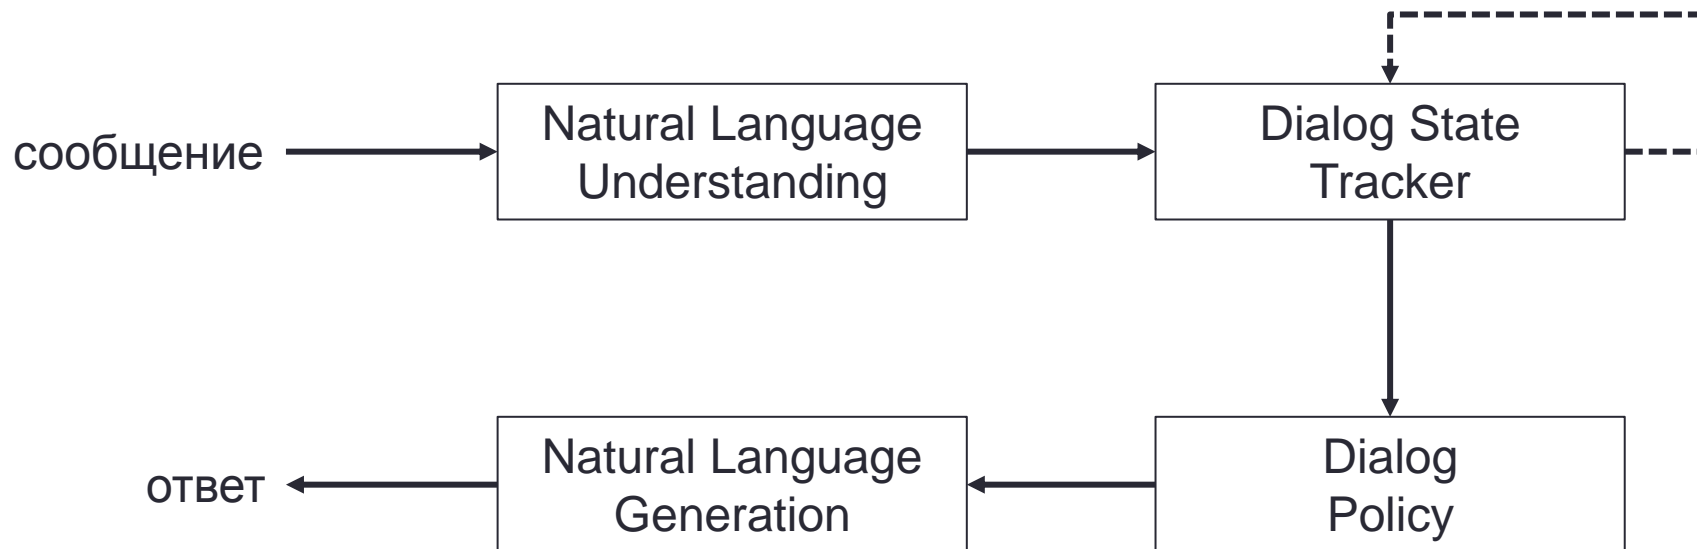 сообщение
Natural Language
Understanding
Dialog State
Tracker
ответ
Natural Language
Generation
Dialog
Policy